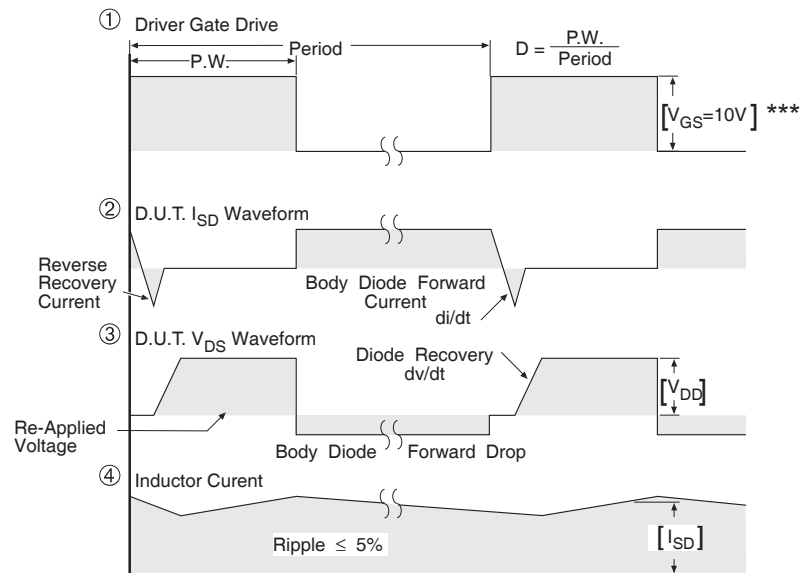 ① Driver Gate Drive
P.W.
Period
D = P.W.
Period
[VGS=10V] ***
② D.U.T. ISD Waveform
Reverse
Recovery
Current
Body Diode Forward
Current
di/dt
③ D.U.T. VDS Waveform
Diode Recovery
dv/dt
[VDD]
Re-Applied
Voltage
Body Diode Forward Drop
④ Inductor Curent
Ripple ≤ 5%
[ISD]